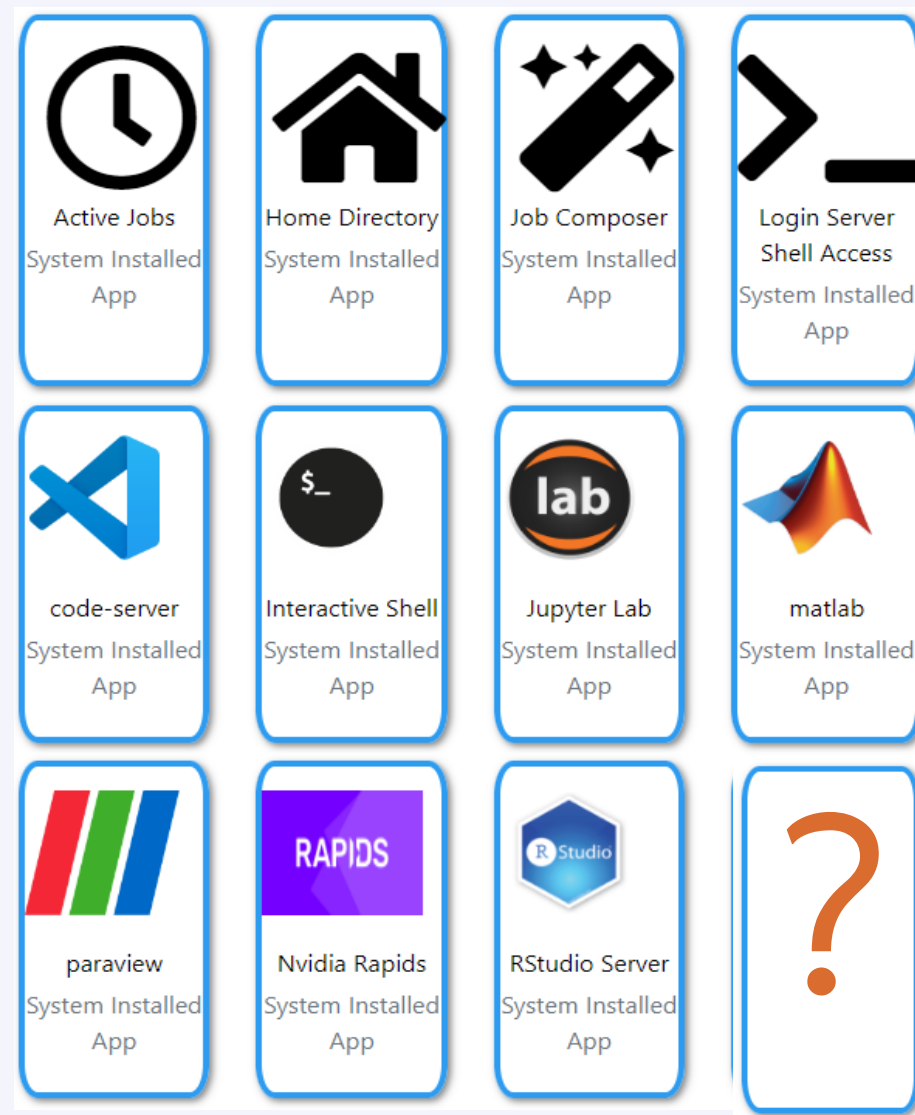 Active Jobs
System Installed
App
Home Directory
System Installed
App
Job Composer
System Installed
App
Login Server
Shell Access
System Installed
App
code-server
System Installed
App
$_
Interactive Shell
System Installed
App
lab
Jupyter Lab
System Installed
App
matlab
System Installed
App
paraview
System Installed
App
RAPIDS
Nvidia Rapids
System Installed
App
R Studio
RStudio Server
System Installed
App
?